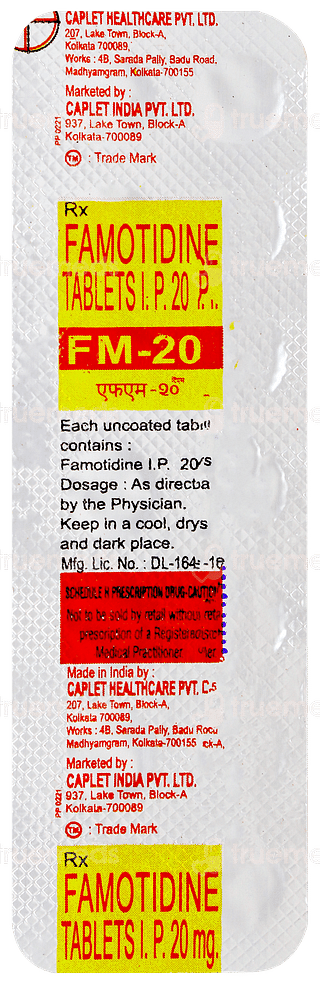 CAPLET HEALTHCARE PVT. LTD.
207, Lake Town, Block-A,
Kolkata 700089,
Works : 4B, Sarada Pally, Badu Road,
Madhyamgram, Kolkata-700155
Marketed by :
CAPLET INDIA PVT. LTD.
937, Lake Town, Block-A
Kolkata-700089
PP 0221
TM : Trade Mark
Rx
FAMOTIDINE
TABLETS I. P. 20
FM-20
एफएम -२०
Each uncoated
contains :
Famotidine I.P. 20
Dosage : As
by the Physician.
Keep in a cool,
and dark place.
Mfg. Lic. No. :
SCHEDULE H PRESCRIPTION DRUG-CAUTION
Not to be sold by retail without
prescription of a
Medical Practitioner.
Made in India by :
CAPLET HEALTHCARE PVT.
207, Lake Town, Block-A,
Kolkata 700089,
Works : 4B, Sarada Pally, Badu
Madhyamgram, Kolkata-700155
Marketed by :
CAPLET INDIA PVT. LTD.
937, Lake Town, Block-A
Kolkata-700089
PP 0221
TM : Trade Mark
Rx
FAMOTIDINE
TABLETS I. P. 20 mg.